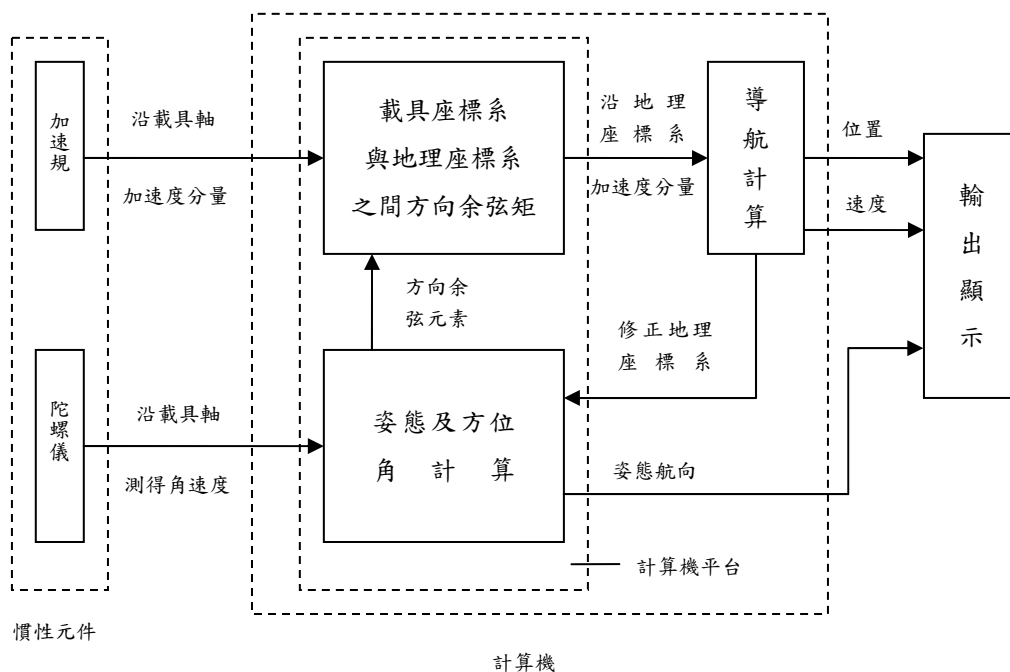 加速規
沿載具軸
加速度分量
載具座標系
與地理座標系
之間方向余弦矩
沿地理
座標系
加速度分量
導航計算
位置
速度
輸出顯示
方向余
弦元素
修正地理
座標系
陀螺儀
沿載具軸
測得角速度
姿態及方位
角計算
姿態航向
計算機平台
慣性元件
計算機